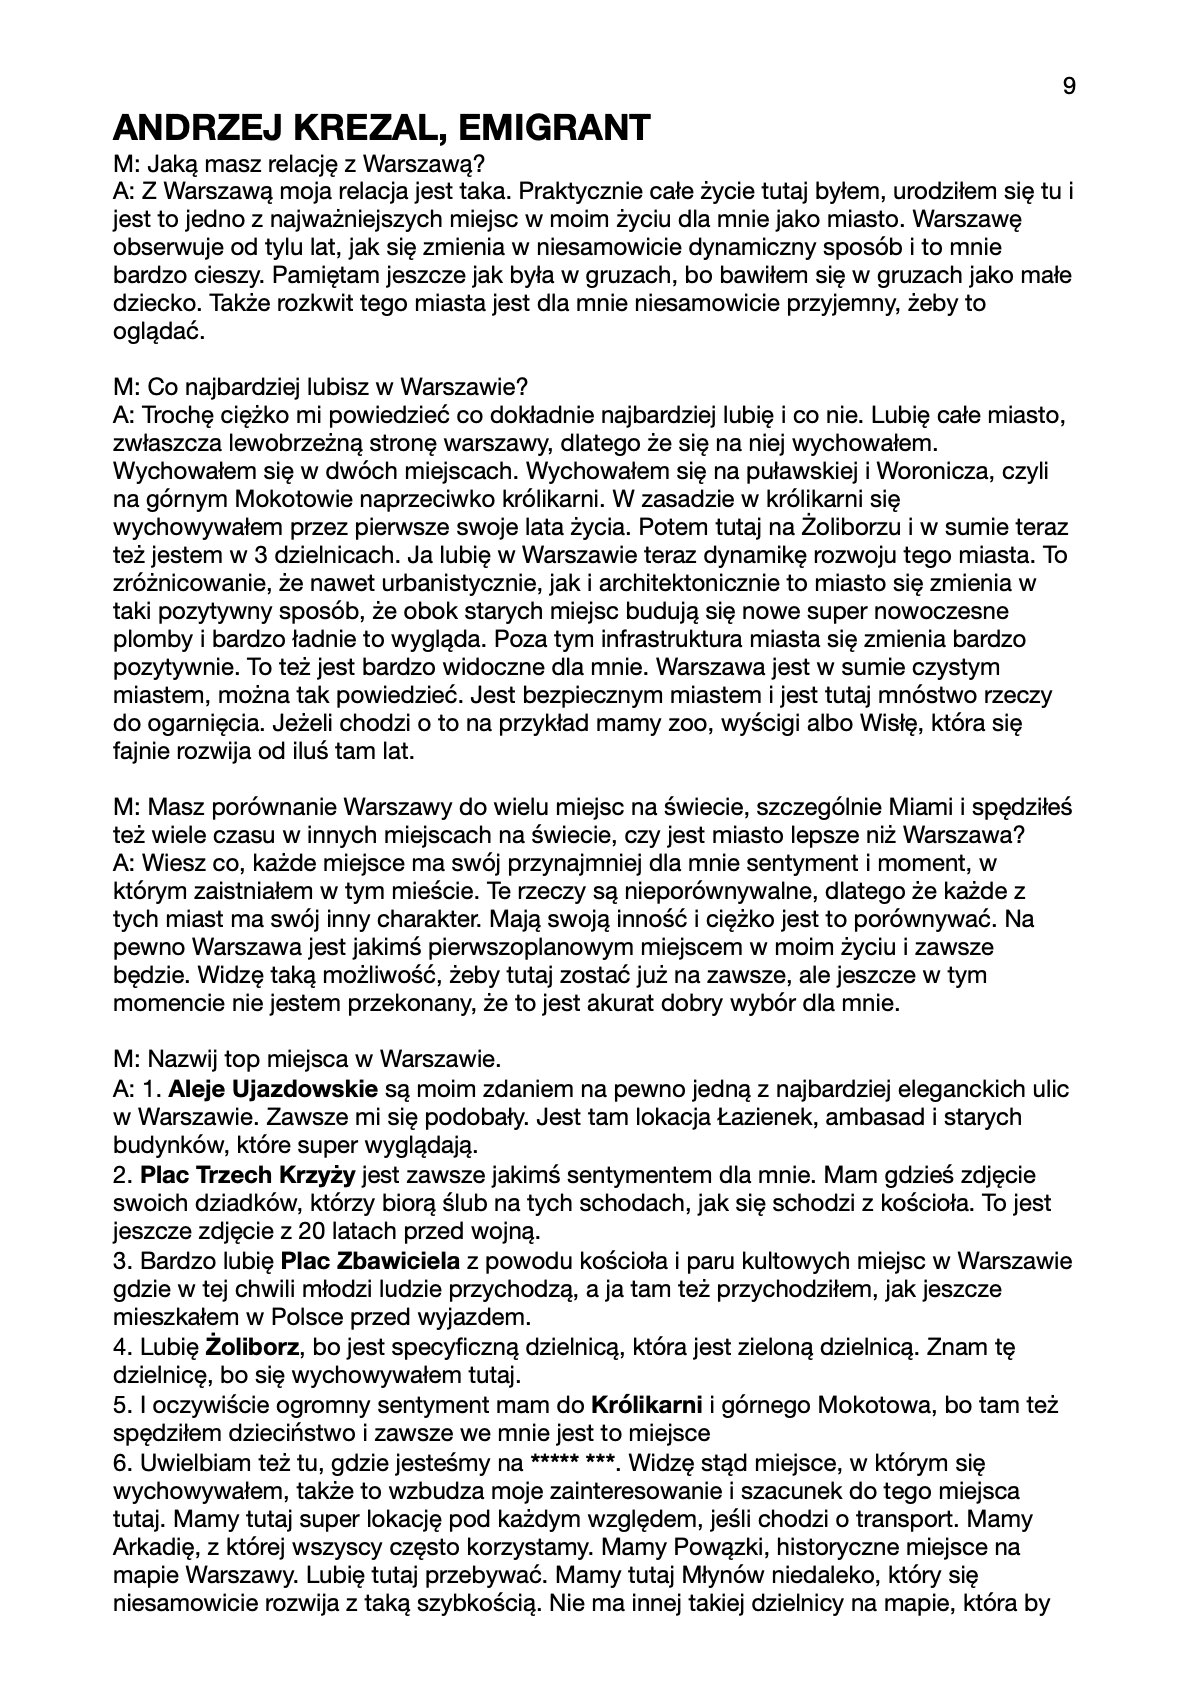 9
ANDRZEJ KREZAL, EMIGRANT
M: Jaką masz relację z Warszawą?
A: Z Warszawą moja relacja jest taka. Praktycznie całe życie tutaj byłem, urodziłem się tu i
jest to jedno z najważniejszych miejsc w moim życiu dla mnie jako miasto. Warszawę
obserwuje od tylu lat, jak się zmienia w niesamowicie dynamiczny sposób i to mnie
bardzo cieszy. Pamiętam jeszcze jak była w gruzach, bo bawiłem się w gruzach jako małe
dziecko. Także rozkwit tego miasta jest dla mnie niesamowicie przyjemny, żeby to
oglądać.
M: Co najbardziej lubisz w Warszawie?
A: Trochę ciężko mi powiedzieć co dokładnie najbardziej lubię i co nie. Lubię całe miasto,
zwłaszcza lewobrzeżną stronę warszawy, dlatego że się na niej wychowałem.
Wychowałem się w dwóch miejscach. Wychowałem się na puławskiej i Woronicza, czyli
na górnym Mokotowie naprzeciwko królikarni. W zasadzie w królikarni się
wychowywałem przez pierwsze swoje lata życia. Potem tutaj na Żoliborzu i w sumie teraz
też jestem w 3 dzielnicach. Ja lubię w Warszawie teraz dynamikę rozwoju tego miasta. To
zróżnicowanie, że nawet urbanistycznie, jak i architektonicznie to miasto się zmienia w
taki pozytywny sposób, że obok starych miejsc budują się nowe super nowoczesne
plomby i bardzo ładnie to wygląda. Poza tym infrastruktura miasta się zmienia bardzo
pozytywnie. To też jest bardzo widoczne dla mnie. Warszawa jest w sumie czystym
miastem, można tak powiedzieć. Jest bezpiecznym miastem i jest tutaj mnóstwo rzeczy
do ogarnięcia. Jeżeli chodzi o to na przykład mamy zoo, wyścigi albo Wisłę, która się
fajnie rozwija od iluś tam lat.
M: Masz porównanie Warszawy do wielu miejsc na świecie, szczególnie Miami i spędziłeś
też wiele czasu w innych miejscach na świecie, czy jest miasto lepsze niż Warszawa?
A: Wiesz co, każde miejsce ma swój przynajmniej dla mnie sentyment i moment, w
którym zaistniałem w tym mieście. Te rzeczy są nieporównywalne, dlatego że każde z
tych miast ma swój inny charakter. Mają swoją inność i ciężko jest to porównywać. Na
pewno Warszawa jest jakimś pierwszoplanowym miejscem w moim życiu i zawsze
będzie. Widzę taką możliwość, żeby tutaj zostać już na zawsze, ale jeszcze w tym
momencie nie jestem przekonany, że to jest akurat dobry wybór dla mnie.
M: Nazwij top miejsca w Warszawie.
A: 1. Aleje Ujazdowskie są moim zdaniem na pewno jedną z najbardziej eleganckich ulic
w Warszawie. Zawsze mi się podobały. Jest tam lokacja Łazienek, ambasad i starych
budynków, które super wyglądają.
2. Plac Trzech Krzyży jest zawsze jakimś sentymentem dla mnie. Mam gdzieś zdjęcie
swoich dziadków, którzy biorą ślub na tych schodach, jak się schodzi z kościoła. To jest
jeszcze zdjęcie z 20 latach przed wojną.
3. Bardzo lubię Plac Zbawiciela z powodu kościoła i paru kultowych miejsc w Warszawie
gdzie w tej chwili młodzi ludzie przychodzą, a ja tam też przychodziłem, jak jeszcze
mieszkałem w Polsce przed wyjazdem.
4. Lubię Żoliborz, bo jest specyficzną dzielnicą, która jest zieloną dzielnicą. Znam tę
dzielnicę, bo się wychowywałem tutaj.
5. I oczywiście ogromny sentyment mam do Królikarni i górnego Mokotowa, bo tam też
spędziłem dzieciństwo i zawsze we mnie jest to miejsce
6. Uwielbiam też tu, gdzie jesteśmy na ***** ***. Widzę stąd miejsce, w którym się
wychowywałem, także to wzbudza moje zainteresowanie i szacunek do tego miejsca
tutaj. Mamy tutaj super lokację pod każdym względem, jeśli chodzi o transport. Mamy
Arkadię, z której wszyscy często korzystamy. Mamy Powązki, historyczne miejsce na
mapie Warszawy. Lubię tutaj przebywać. Mamy tutaj Młynów niedaleko, który się
niesamowicie rozwija z taką szybkością. Nie ma innej takiej dzielnicy na mapie, która by